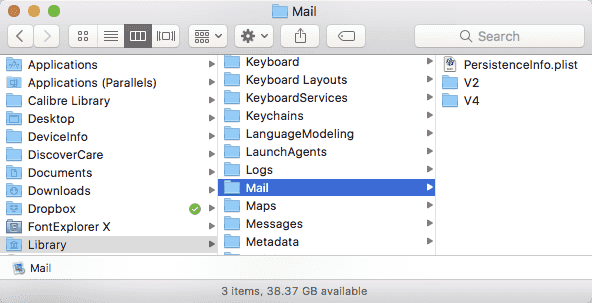 Mail
Search
Applications
Applications (Parallels)
Calibre Library
Desktop
DeviceInfo
DiscoverCare
Documents
Downloads
Dropbox
FontExplorer X
Library
Keyboard
Keyboard Layouts
KeyboardServices
Keychains
LanguageModeling
LaunchAgents
Logs
Mail
Maps
Messages
Metadata
PersistenceInfo.plist
V2
V4
Mail
3 items, 38.37 GB available